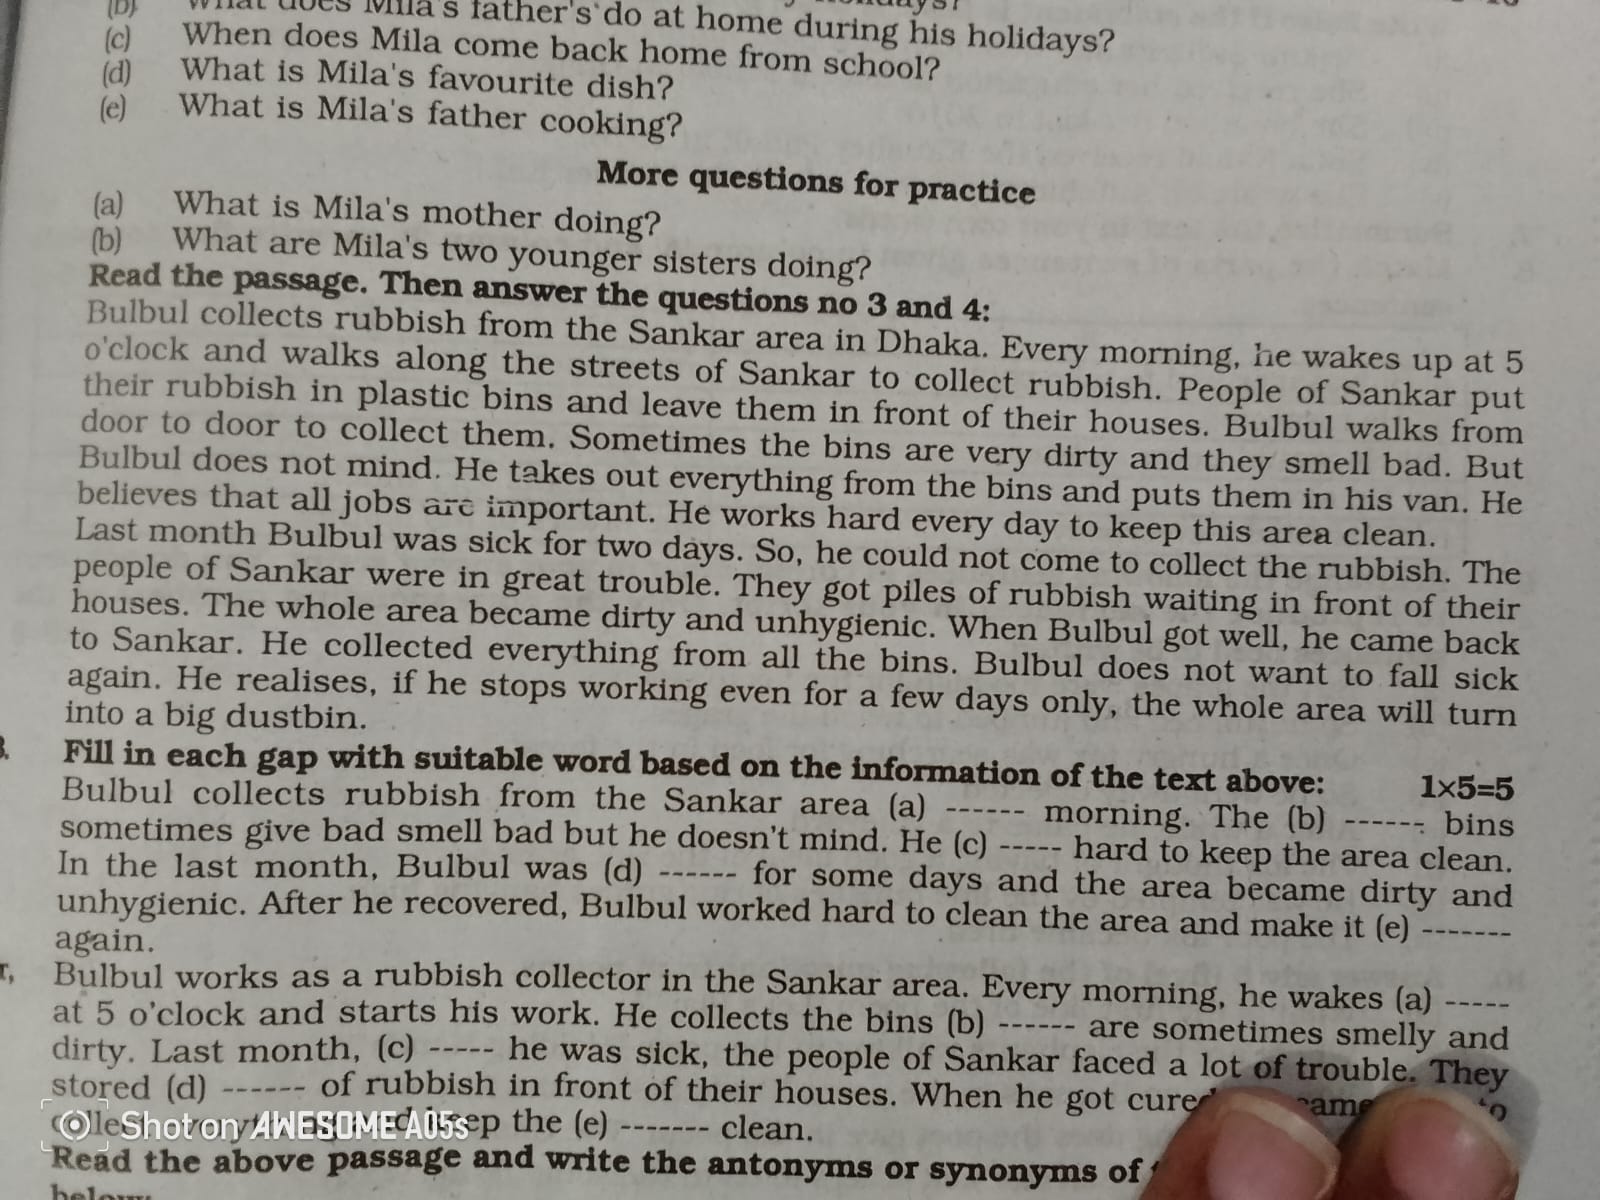 (b) What does Mila's father's do at home during his holidays?
(c) When does Mila come back home from school?
(d) What is Mila's favourite dish?
(e) What is Mila's father cooking?
More questions for practice
(a) What is Mila's mother doing?
(b) What are Mila's two younger sisters doing?
Read the passage. Then answer the questions no 3 and 4:
Bulbul collects rubbish from the Sankar area in Dhaka. Every morning, he wakes up at 5
o'clock and walks along the streets of Sankar to collect rubbish. People of Sankar put
their rubbish in plastic bins and leave them in front of their houses. Bulbul walks from
door to door to collect them. Sometimes the bins are very dirty and they smell bad. But
Bulbul does not mind. He takes out everything from the bins and puts them in his van. He
believes that all jobs are important. He works hard every day to keep this area clean.
Last month Bulbul was sick for two days. So, he could not come to collect the rubbish. The
people of Sankar were in great trouble. They got piles of rubbish waiting in front of their
houses. The whole area became dirty and unhygienic. When Bulbul got well, he came back
to Sankar. He collected everything from all the bins. Bulbul does not want to fall sick
again. He realises, if he stops working even for a few days only, the whole area will turn
into a big dustbin.
3. Fill in each gap with suitable word based on the information of the text above: 1×5=5
Bulbul collects rubbish from the Sankar area (a) ------ morning. The (b) ------ bins
sometimes give bad smell bad but he doesn't mind. He (c) ----- hard to keep the area clean.
In the last month, Bulbul was (d) ------ for some days and the area became dirty and
unhygienic. After he recovered, Bulbul worked hard to clean the area and make it (e) -------
again.
Bulbul works as a rubbish collector in the Sankar area. Every morning, he wakes (a) -----
at 5 o'clock and starts his work. He collects the bins (b) ------ are sometimes smelly and
dirty. Last month, (c) ----- he was sick, the people of Sankar faced a lot of trouble. They
stored (d) ------ of rubbish in front of their houses. When he got cured to
the (e) ------- clean.
Shot on AWESOME A05s
Read the above passage and write the antonyms or synonyms of
below: